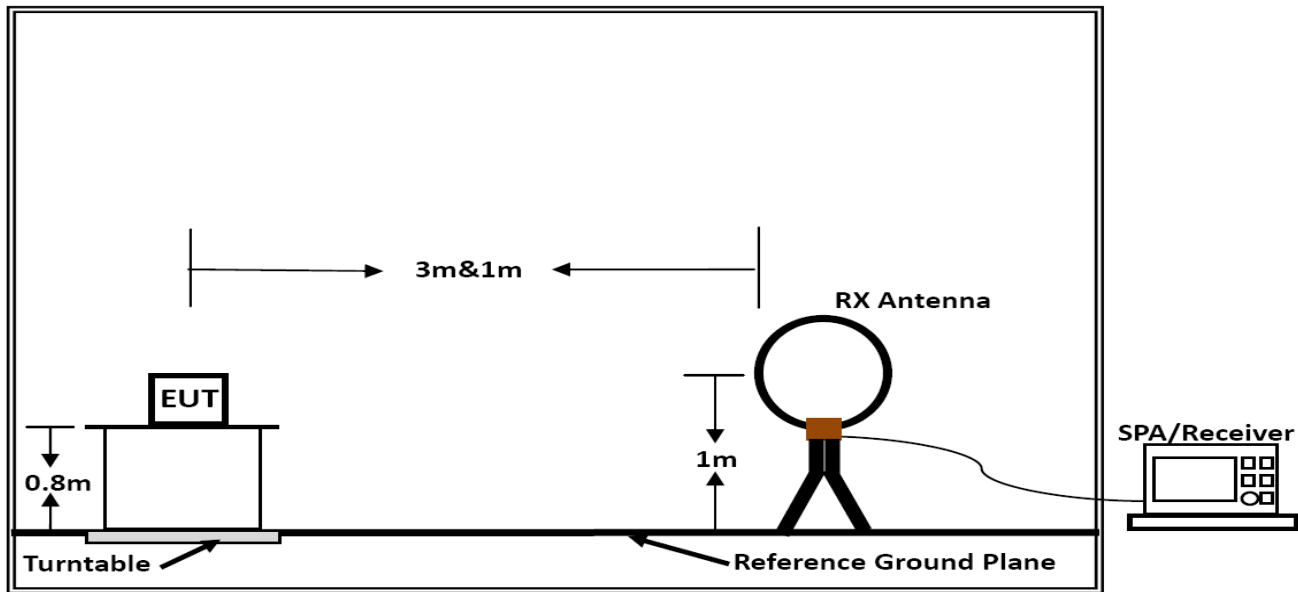 3m&1m
RX Antenna
EUT
SPA/Receiver
1m
0.8m
Turntable
Reference Ground Plane